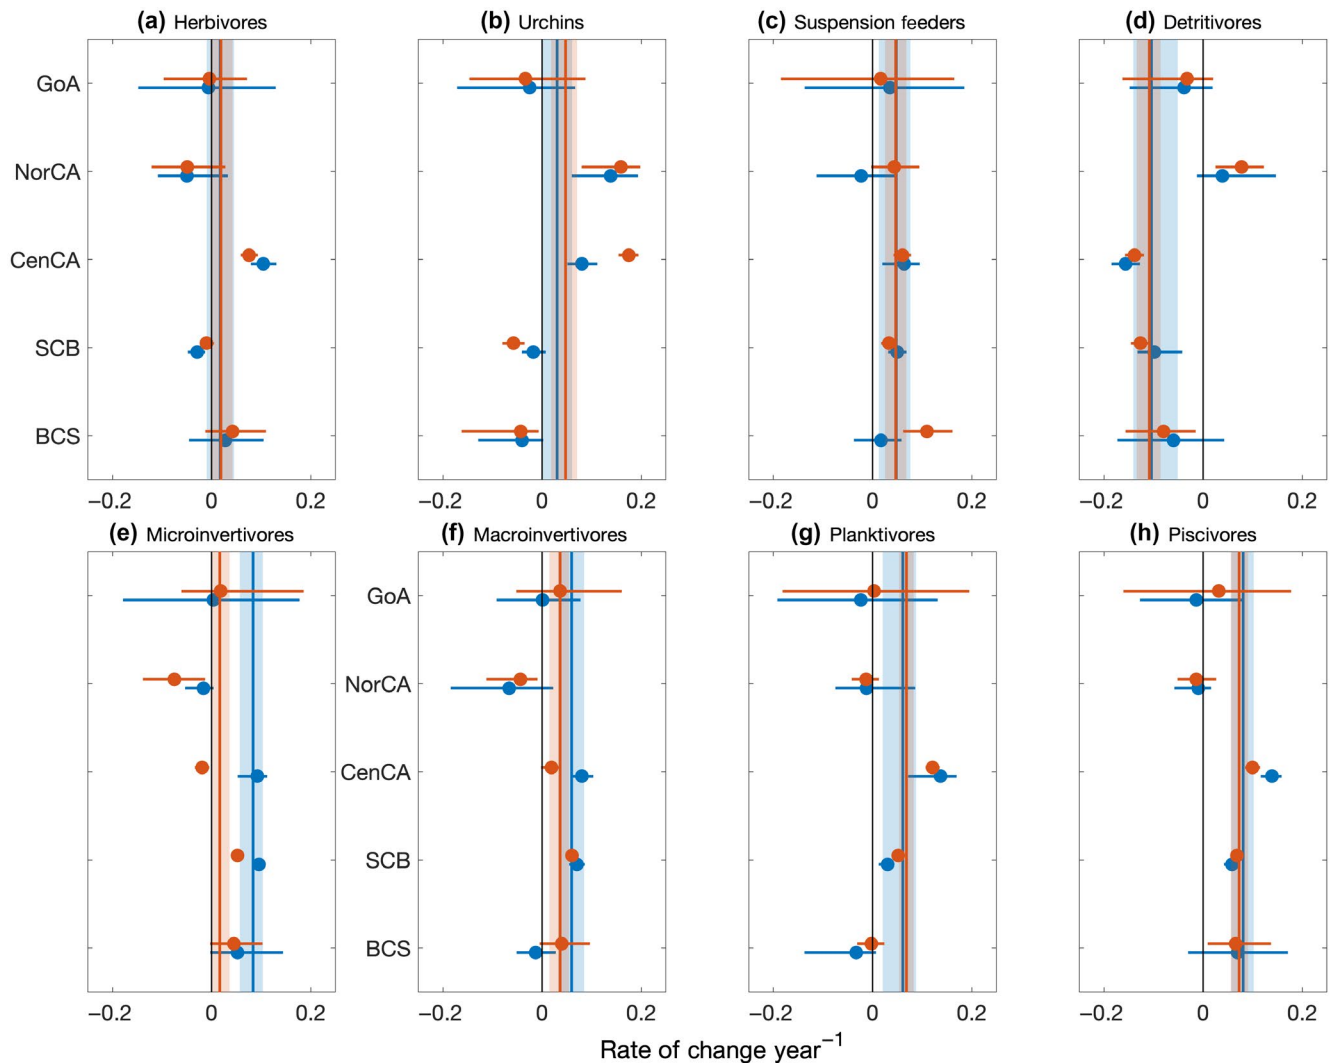 (a) Herbivores
(b) Urchins
(c) Suspension feeders
(d) Detritivores
GoA
NorCA
CenCA
SCB
BCS
−0.2 0 0.2
−0.2 0 0.2
−0.2 0 0.2
−0.2 0 0.2
(e) Microinvertivores
(f) Macroinvertivores
(g) Planktivores
(h) Piscivores
GoA
NorCA
CenCA
SCB
BCS
−0.2 0 0.2
−0.2 0 0.2
−0.2 0 0.2
−0.2 0 0.2
Rate of change year⁻¹